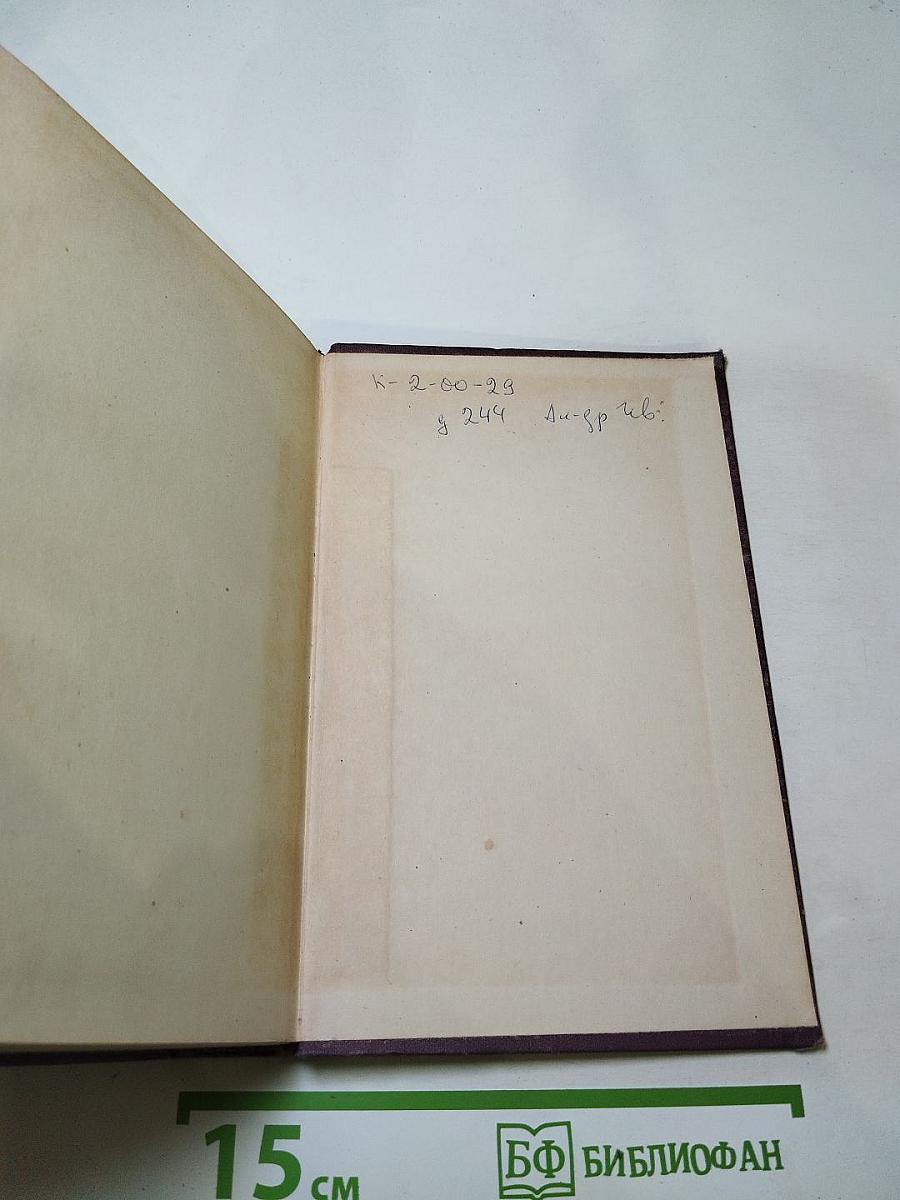 К-2-00-29
д 244 Ал-др Ив.
15 см
БФ БИБЛИОФАН